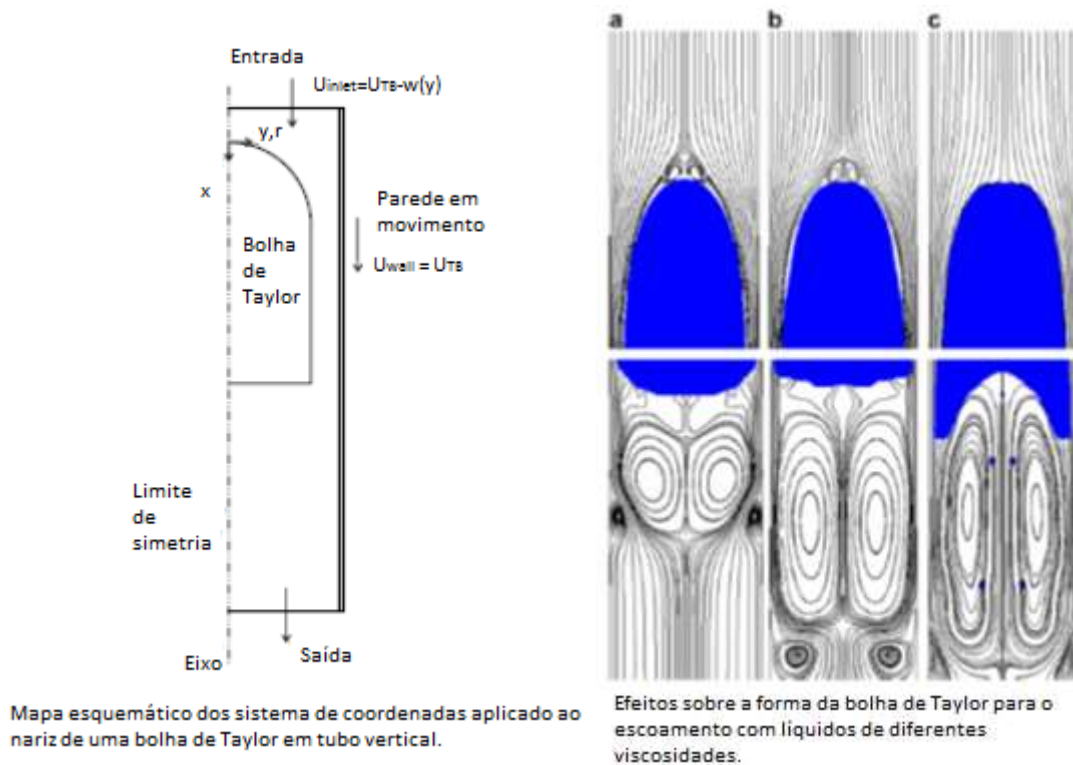 Entrada
Uinlet=UTB-w(y)
y,r
x
Parede em
movimento
Uwall = UTB
Bolha
de
Taylor
Limite
de
simetria
Saída
Eixo
Mapa esquemático dos sistema de coordenadas aplicado ao
nariz de uma bolha de Taylor em tubo vertical.
a
b
c
Efeitos sobre a forma da bolha de Taylor para o
escoamento com líquidos de diferentes
viscosidades.